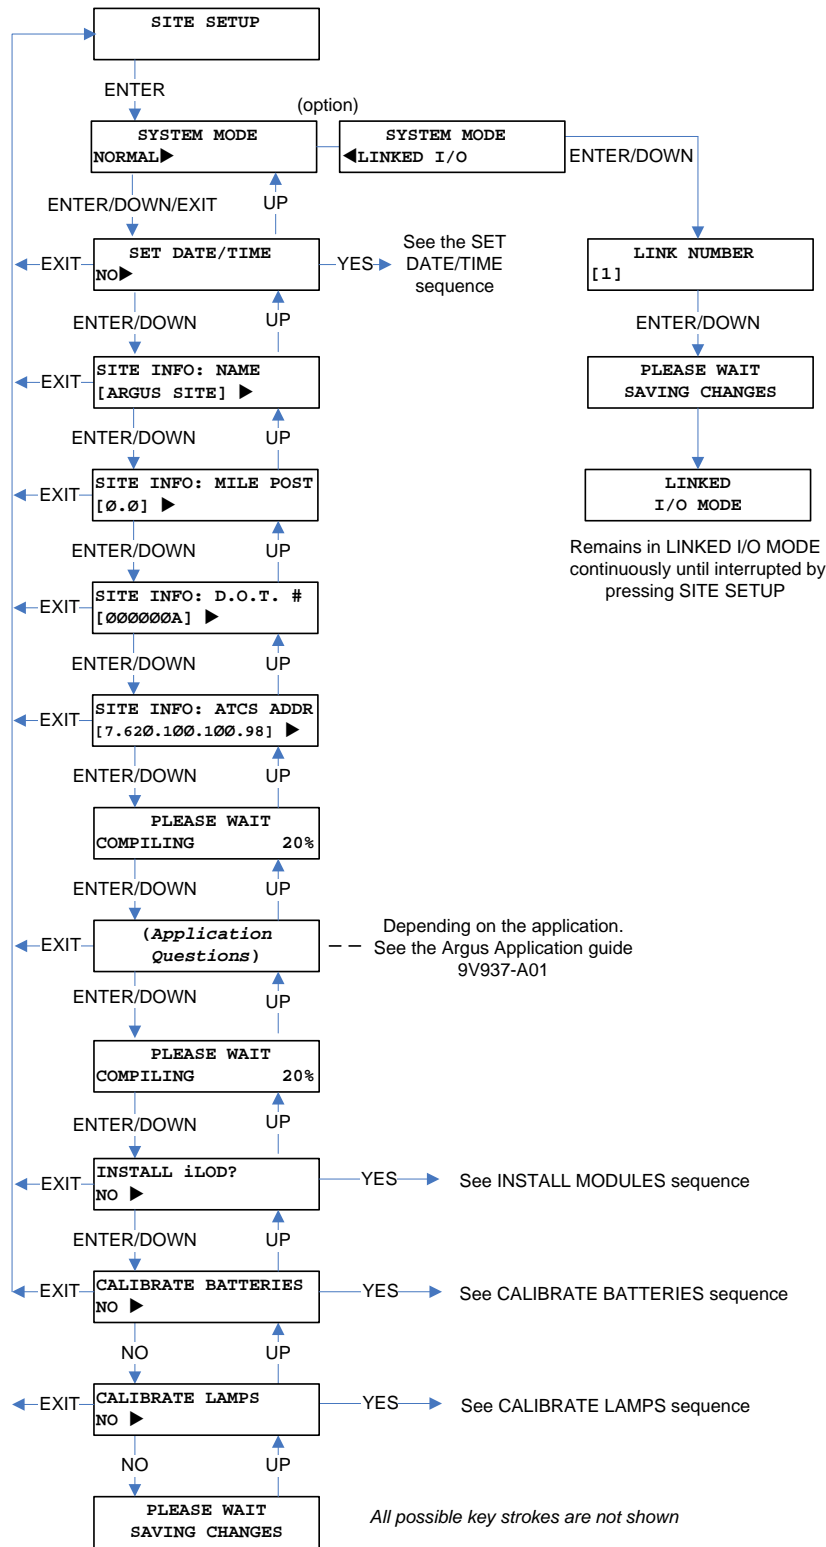 SITE SETUP
ENTER
(option)
SYSTEM MODE
NORMAL▶
SYSTEM MODE
◀LINKED I/O
ENTER/DOWN
ENTER/DOWN/EXIT
UP
EXIT
SET DATE/TIME
NO▶
YES
See the SET
DATE/TIME
sequence
LINK NUMBER
[1]
ENTER/DOWN
UP
ENTER/DOWN
EXIT
SITE INFO: NAME
[ARGUS SITE] ▶
PLEASE WAIT
SAVING CHANGES
ENTER/DOWN
UP
EXIT
SITE INFO: MILE POST
[Ø.Ø] ▶
LINKED
I/O MODE
Remains in LINKED I/O MODE
continuously until interrupted by
pressing SITE SETUP
ENTER/DOWN
UP
EXIT
SITE INFO: D.O.T. #
[ØØØØØØA] ▶
ENTER/DOWN
UP
EXIT
SITE INFO: ATCS ADDR
[7.62Ø.1ØØ.1ØØ.98] ▶
ENTER/DOWN
UP
PLEASE WAIT
COMPILING 20%
ENTER/DOWN
UP
EXIT
(Application
Questions)
Depending on the application.
See the Argus Application guide
9V937-A01
ENTER/DOWN
UP
PLEASE WAIT
COMPILING 20%
ENTER/DOWN
UP
EXIT
INSTALL iLOD?
NO ▶
YES
See INSTALL MODULES sequence
ENTER/DOWN
UP
EXIT
CALIBRATE BATTERIES
NO ▶
YES
See CALIBRATE BATTERIES sequence
NO
UP
EXIT
CALIBRATE LAMPS
NO ▶
YES
See CALIBRATE LAMPS sequence
NO
UP
PLEASE WAIT
SAVING CHANGES
All possible key strokes are not shown